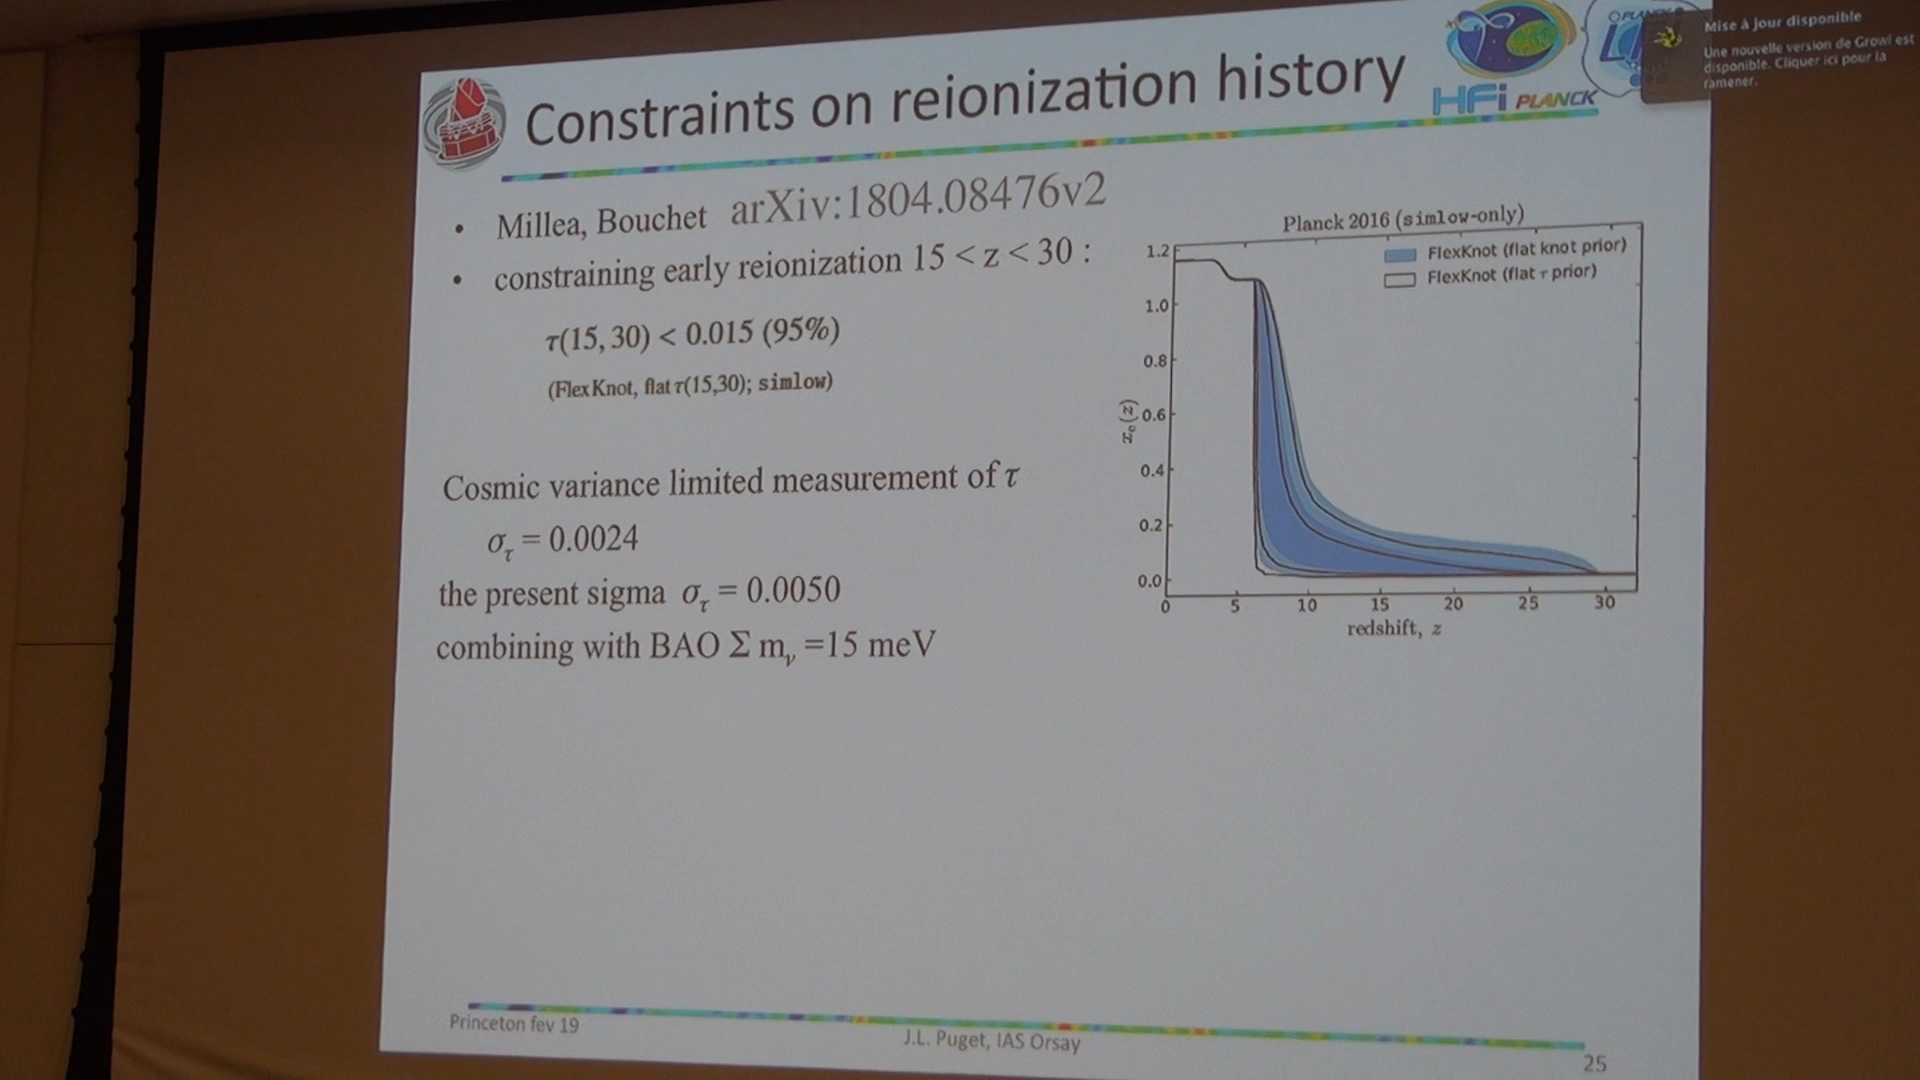 Constraints on reionization history
HFi PLANCK
Mise à jour disponible
Une nouvelle version de Growl est
disponible. Cliquer ici pour la
ramener.
• Millea, Bouchet arXiv:1804.08476v2
• constraining early reionization 15 < z < 30 :
τ(15, 30) < 0.015 (95%)
(FlexKnot, flat τ(15,30); simlow)
Cosmic variance limited measurement of τ
στ = 0.0024
the present sigma στ = 0.0050
combining with BAO Σ mν =15 meV
Planck 2016 (simlow-only)
FlexKnot (flat knot prior)
FlexKnot (flat τ prior)
1.2
1.0
0.8
0.6
0.4
0.2
0.0
xe(z)
0 5 10 15 20 25 30
redshift, z
Princeton fev 19
J.L. Puget, IAS Orsay
25